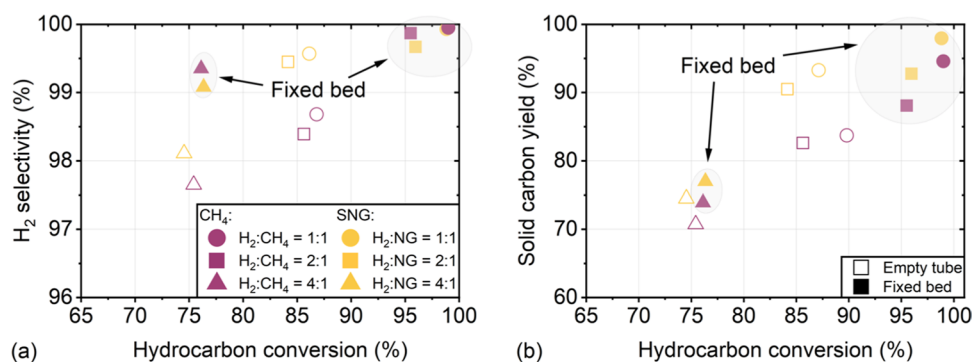 100
99
98
97
96
H₂ selectivity (%)
Fixed bed
CH₄: SNG:
H₂:CH₄ = 1:1 H₂:NG = 1:1
H₂:CH₄ = 2:1 H₂:NG = 2:1
H₂:CH₄ = 4:1 H₂:NG = 4:1
65 70 75 80 85 90 95 100
(a) Hydrocarbon conversion (%)
100
90
80
70
60
Solid carbon yield (%)
Fixed bed
Empty tube
Fixed bed
65 70 75 80 85 90 95 100
(b) Hydrocarbon conversion (%)